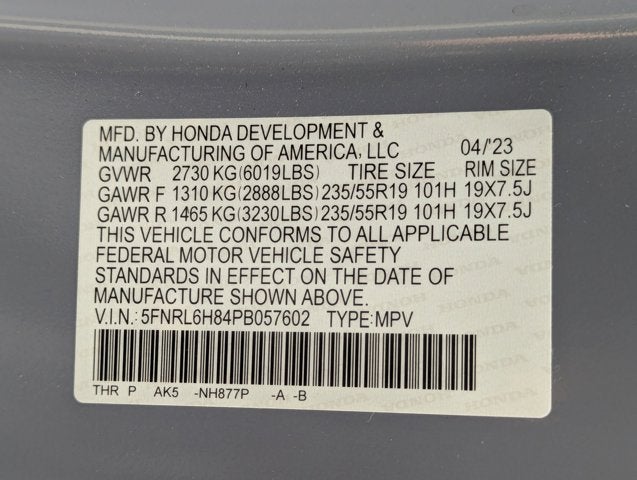 MFD. BY HONDA DEVELOPMENT &
MANUFACTURING OF AMERICA, LLC 04/'23
GVWR 2730 KG(6019LBS) TIRE SIZE RIM SIZE
GAWR F 1310 KG(2888LBS) 235/55R19 101H 19X7.5J
GAWR R 1465 KG(3230LBS) 235/55R19 101H 19X7.5J
THIS VEHICLE CONFORMS TO ALL APPLICABLE
FEDERAL MOTOR VEHICLE SAFETY
STANDARDS IN EFFECT ON THE DATE OF
MANUFACTURE SHOWN ABOVE.
V.I.N.: 5FNRL6H84PB057602 TYPE:MPV
THR P AK5 -NH877P -A -B